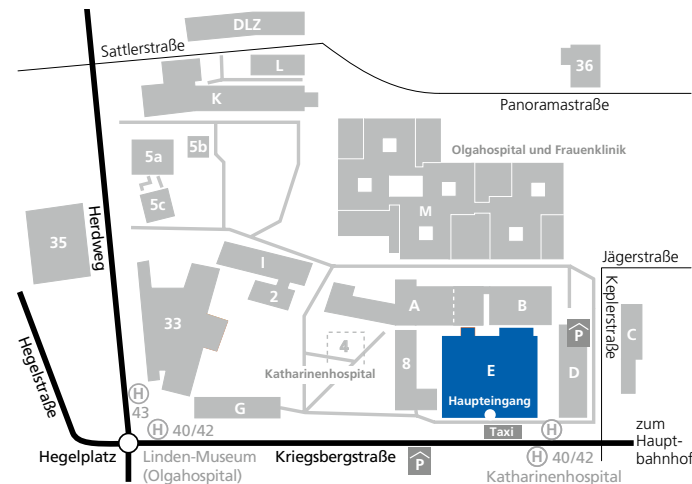 DLZ
Sattlerstraße
L
36
K
Panoramastraße
5b
5a
Olgahospital und Frauenklinik
5c
M
35
Herdweg
I
Jägerstraße
2
A
B
Keplerstraße
33
P
C
4
Hegelstraße
Katharinenhospital
8
E
D
Haupteingang
H
43
G
H 40/42
Taxi
H
zum
Haupt-
bahnhof
Hegelplatz
Linden-Museum
(Olgahospital)
Kriegsbergstraße
P
H 40/42
Katharinenhospital